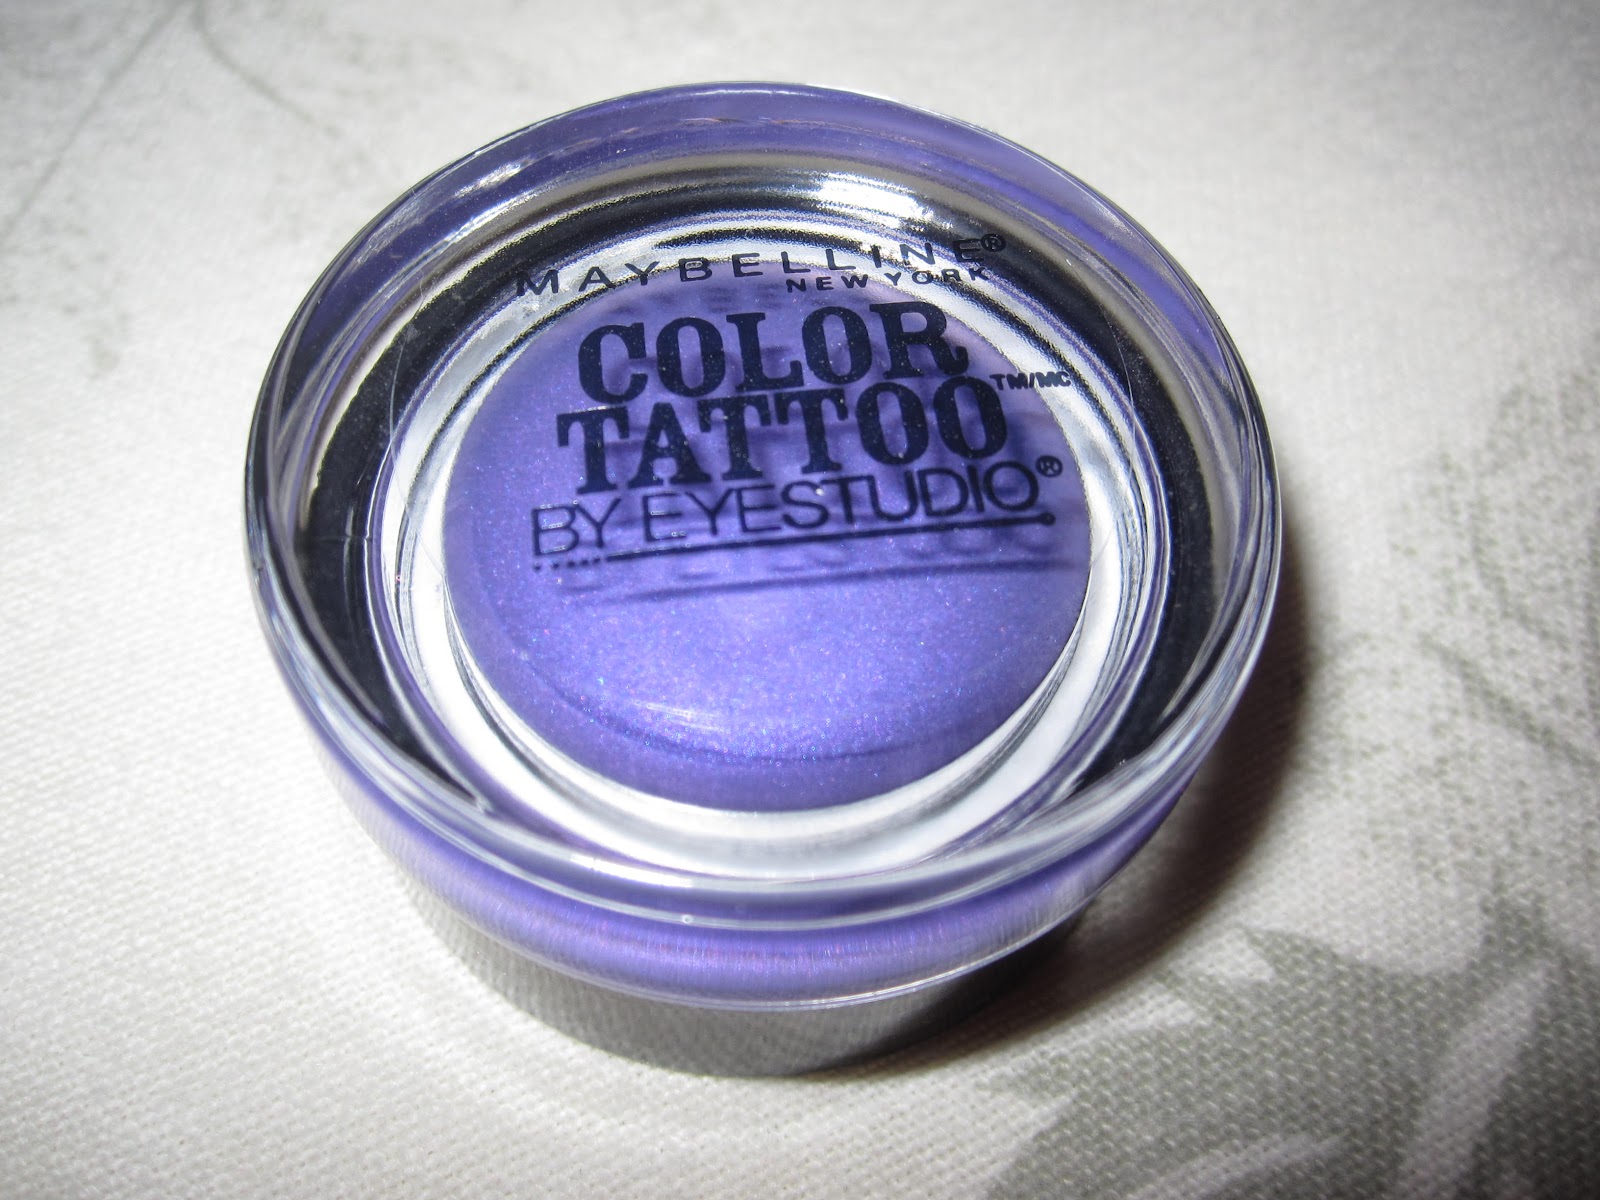 MAYBELLINE®
NEW YORK
COLOR
TATTOO™/MC
BY EYESTUDIO®